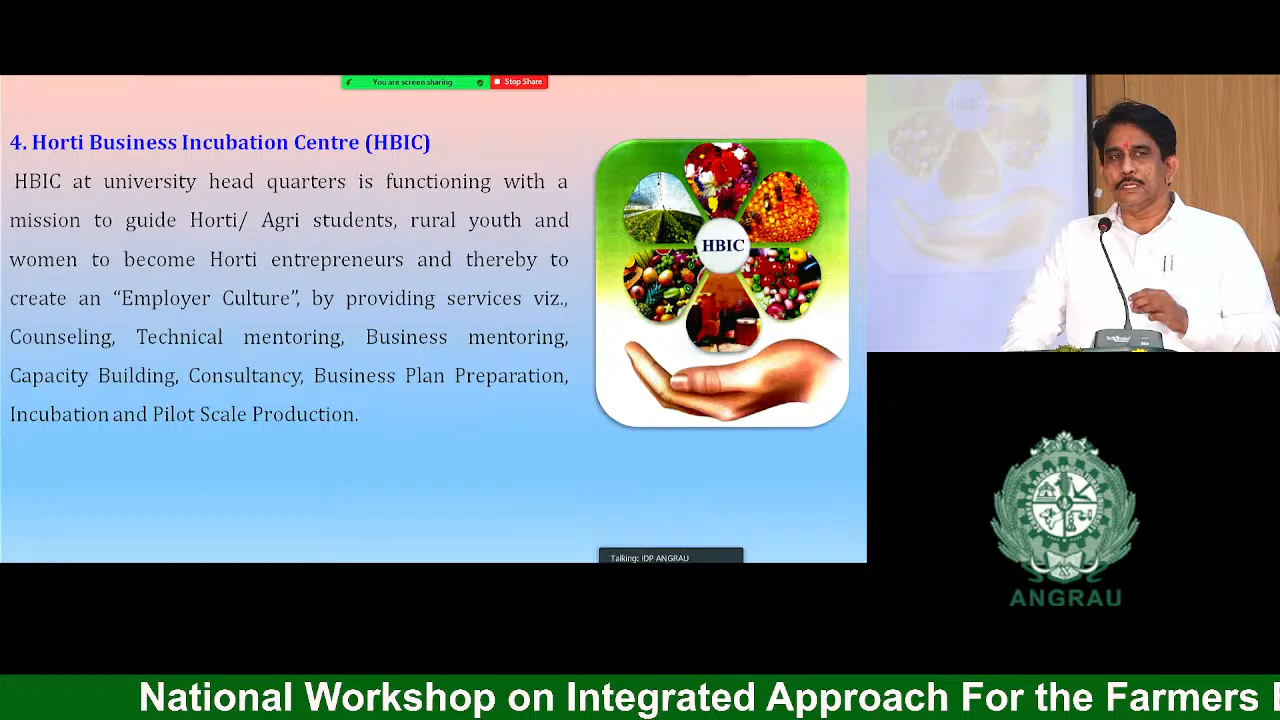 You are screen sharing
Stop Share
4. Horti Business Incubation Centre (HBIC)
HBIC at university head quarters is functioning with a
mission to guide Horti/ Agri students, rural youth and
women to become Horti entrepreneurs and thereby to
create an “Employer Culture”, by providing services viz.,
Counseling, Technical mentoring, Business mentoring,
Capacity Building, Consultancy, Business Plan Preparation,
Incubation and Pilot Scale Production.
HBIC
Talking: IDP ANGRAU
ANGRAU
National Workshop on Integrated Approach For the Farmers